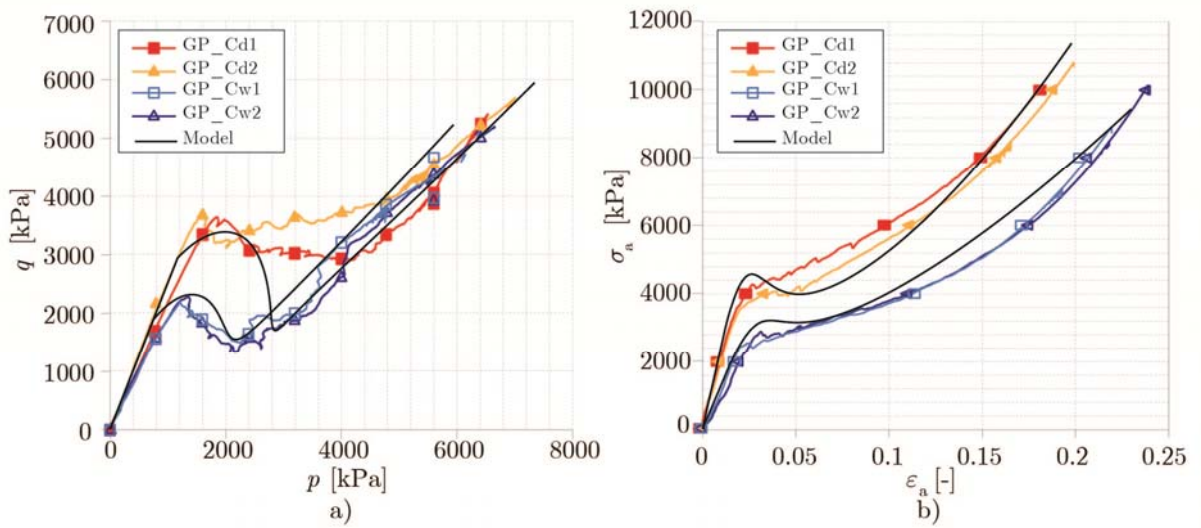 7000
6000
5000
4000
3000
2000
1000
0
q [kPa]
GP_Cd1
GP_Cd2
GP_Cw1
GP_Cw2
Model
0 2000 4000 6000 8000
p [kPa]
a)
12000
10000
8000
6000
4000
2000
0
σa [kPa]
GP_Cd1
GP_Cd2
GP_Cw1
GP_Cw2
Model
0 0.05 0.1 0.15 0.2 0.25
εa [-]
b)